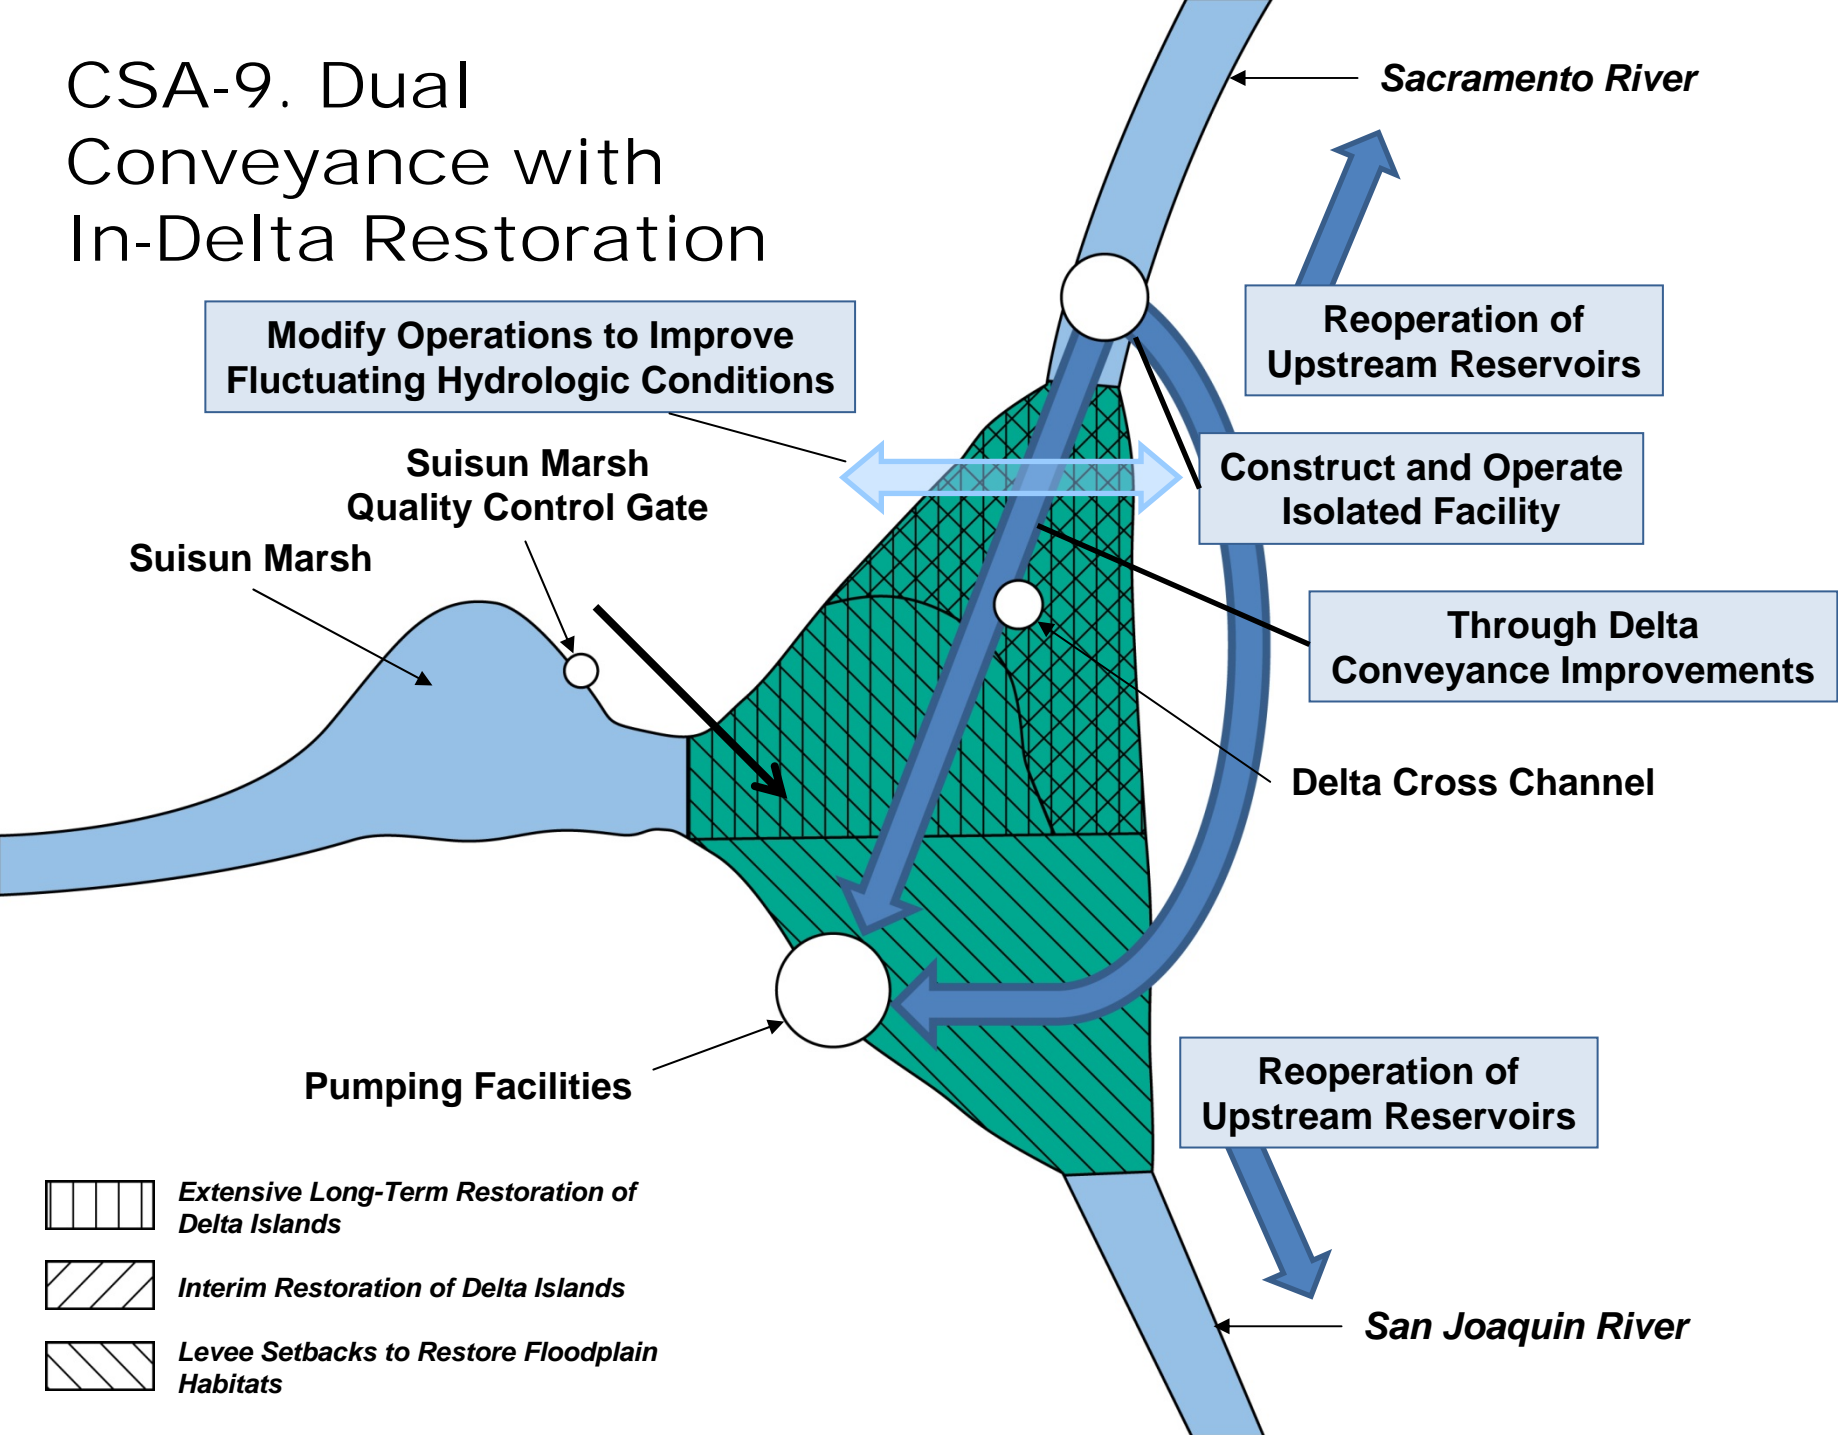 CSA-9. Dual
Conveyance with
In-Delta Restoration
Sacramento River
Modify Operations to Improve
Fluctuating Hydrologic Conditions
Reoperation of
Upstream Reservoirs
Suisun Marsh
Quality Control Gate
Construct and Operate
Isolated Facility
Suisun Marsh
Through Delta
Conveyance Improvements
Delta Cross Channel
Pumping Facilities
Reoperation of
Upstream Reservoirs
Extensive Long-Term Restoration of
Delta Islands
Interim Restoration of Delta Islands
San Joaquin River
Levee Setbacks to Restore Floodplain
Habitats